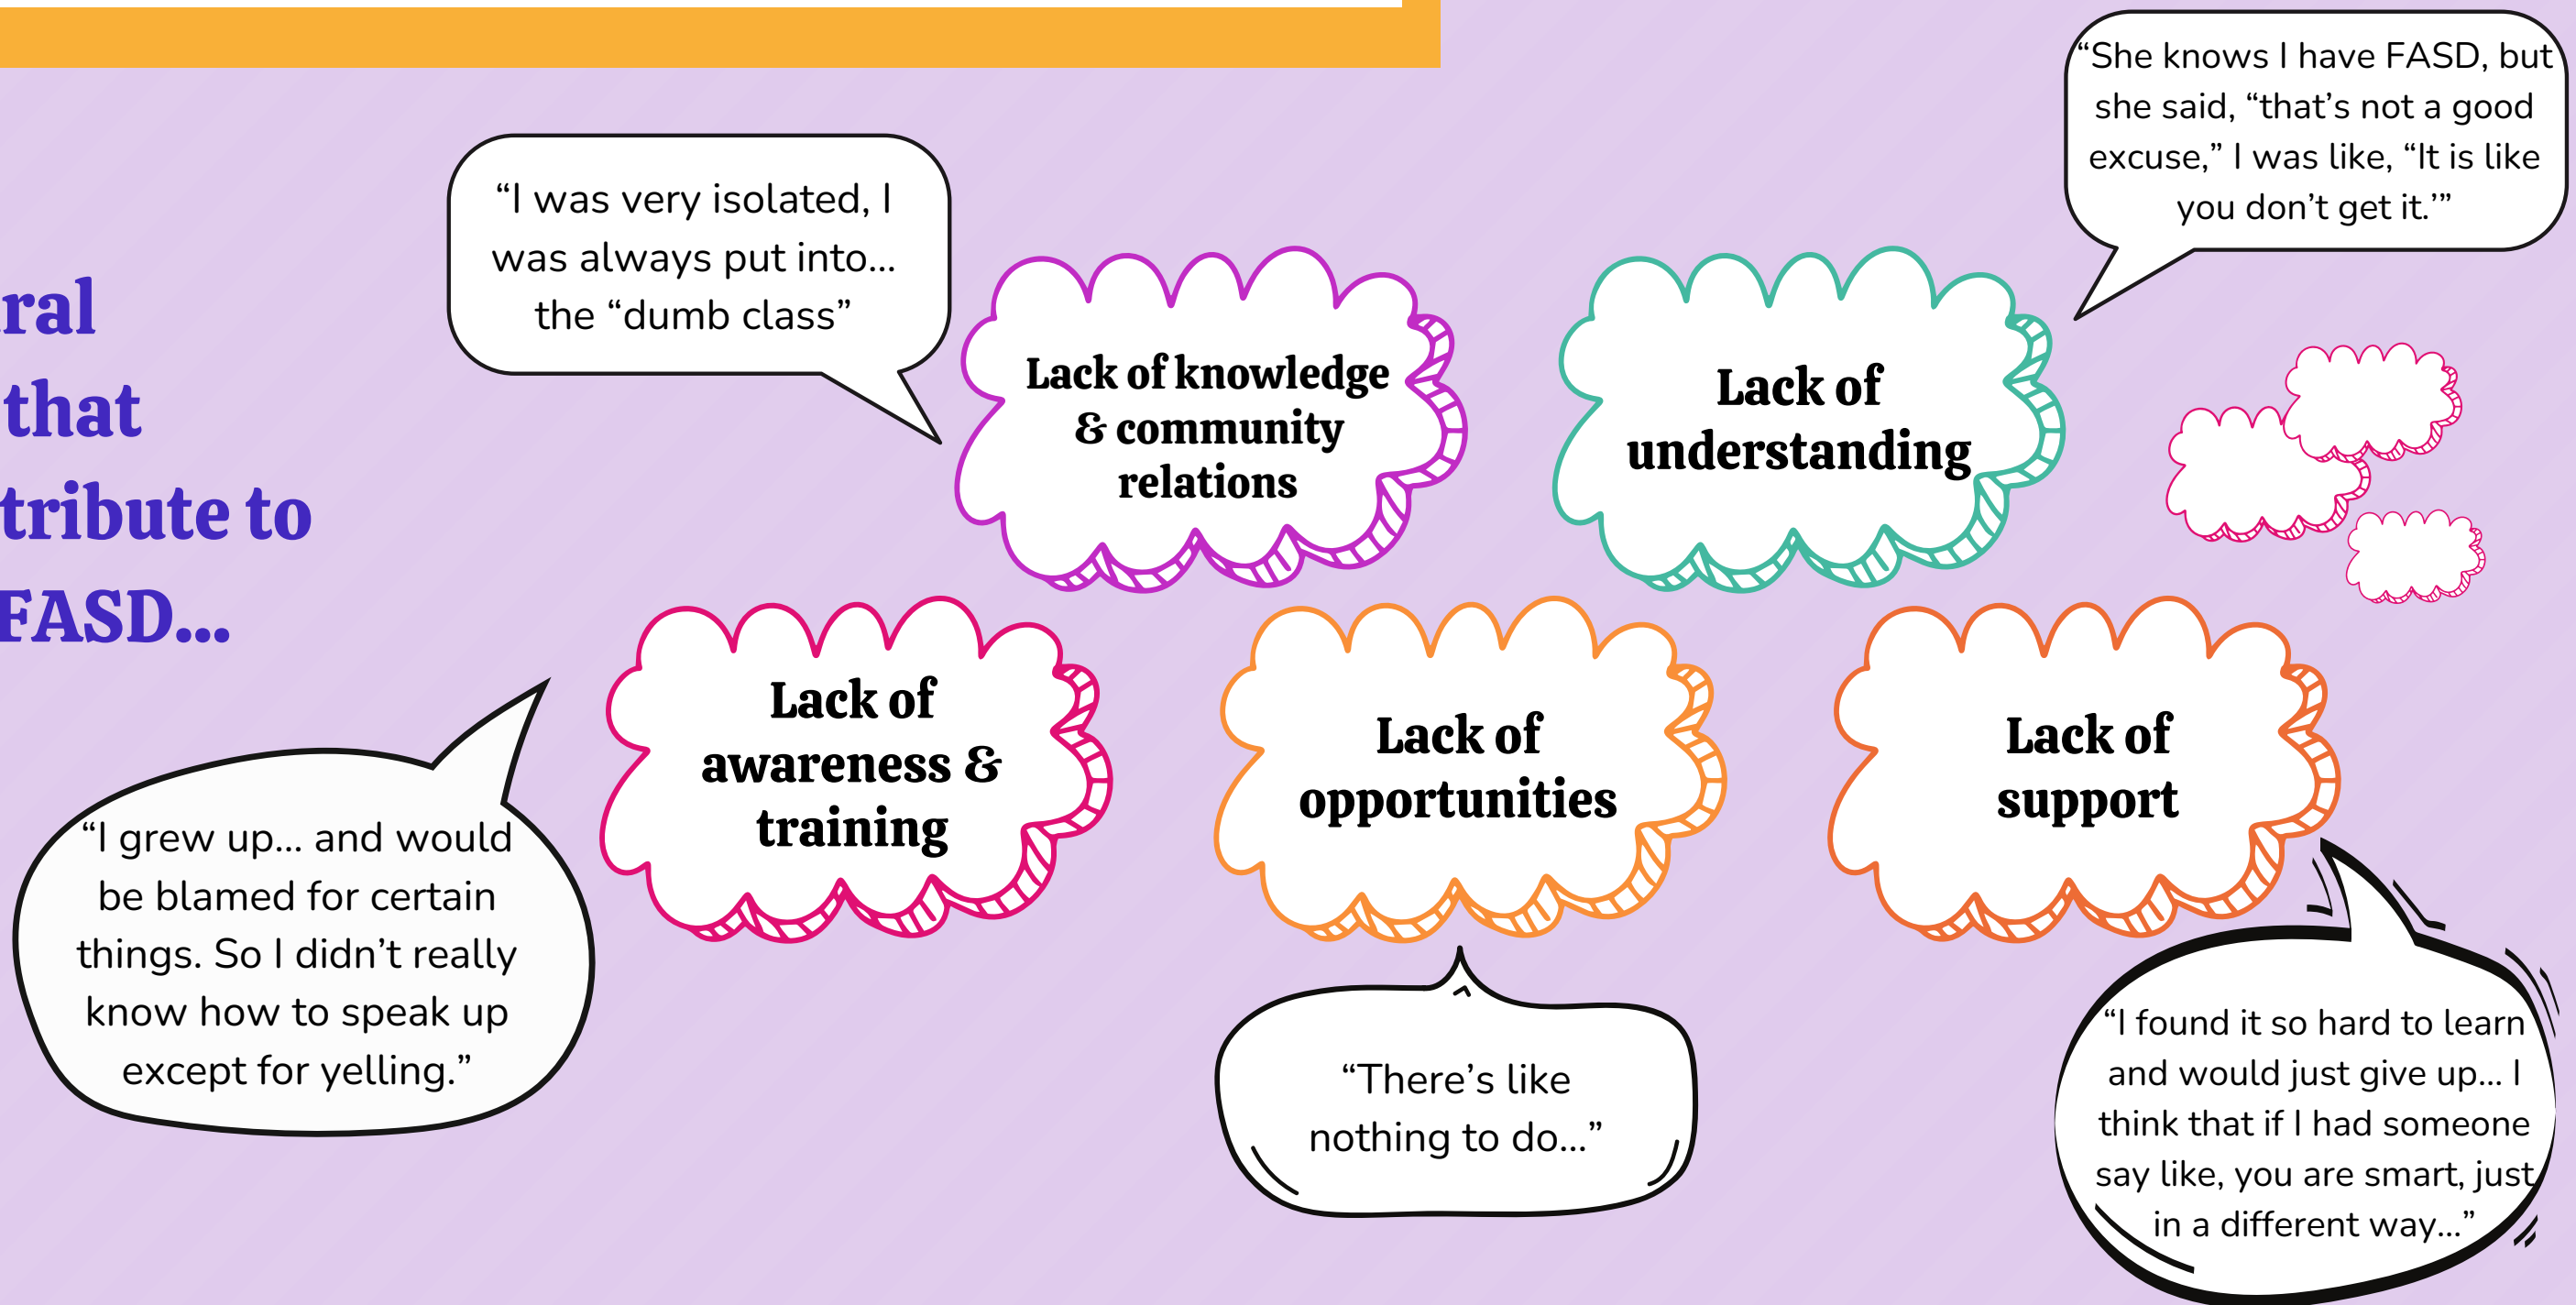 ral
that
tribute to
FASD...
“I was very isolated, I
was always put into...
the “dumb class”
Lack of knowledge
& community
relations
Lack of
understanding
“She knows I have FASD, but
she said, “that’s not a good
excuse,” I was like, “It is like
you don’t get it.’”
Lack of
awareness &
training
Lack of
opportunities
Lack of
support
“I grew up... and would
be blamed for certain
things. So I didn’t really
know how to speak up
except for yelling.”
“There’s like
nothing to do...”
“I found it so hard to learn
and would just give up... I
think that if I had someone
say like, you are smart, just
in a different way...”